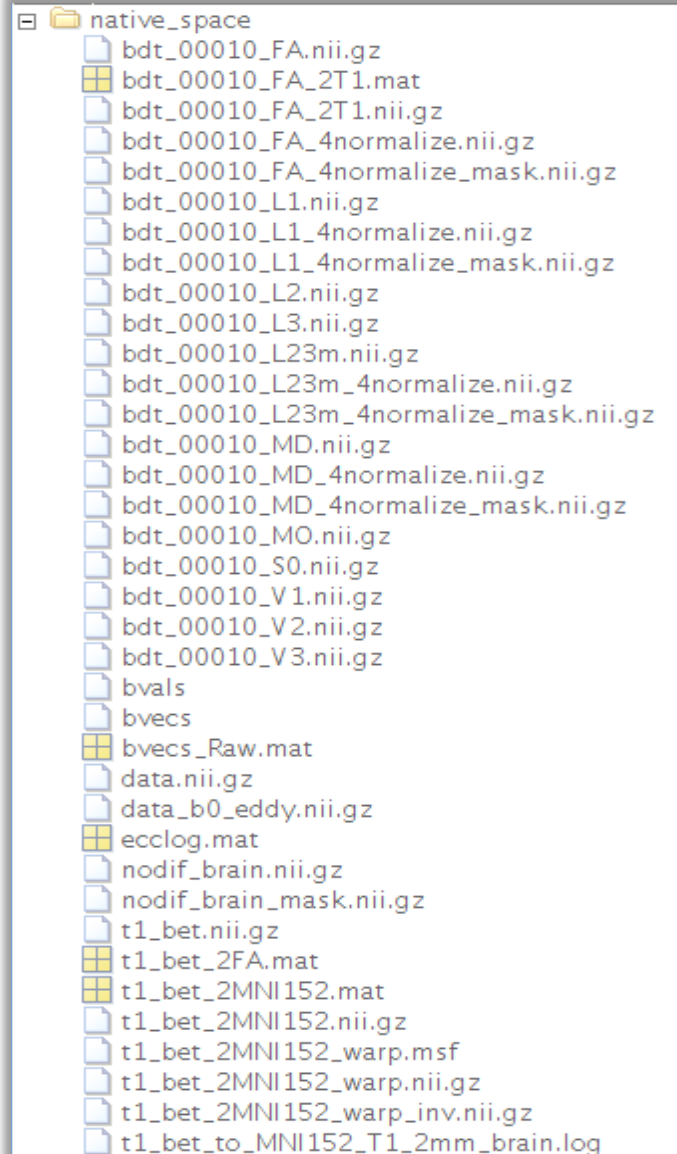 native_space
bdt_00010_FA.nii.gz
bdt_00010_FA_2T1.mat
bdt_00010_FA_2T1.nii.gz
bdt_00010_FA_4normalize.nii.gz
bdt_00010_FA_4normalize_mask.nii.gz
bdt_00010_L1.nii.gz
bdt_00010_L1_4normalize.nii.gz
bdt_00010_L1_4normalize_mask.nii.gz
bdt_00010_L2.nii.gz
bdt_00010_L3.nii.gz
bdt_00010_L23m.nii.gz
bdt_00010_L23m_4normalize.nii.gz
bdt_00010_L23m_4normalize_mask.nii.gz
bdt_00010_MD.nii.gz
bdt_00010_MD_4normalize.nii.gz
bdt_00010_MD_4normalize_mask.nii.gz
bdt_00010_MO.nii.gz
bdt_00010_S0.nii.gz
bdt_00010_V1.nii.gz
bdt_00010_V2.nii.gz
bdt_00010_V3.nii.gz
bvals
bvecs
bvecs_Raw.mat
data.nii.gz
data_b0_eddy.nii.gz
ecclog.mat
nodif_brain.nii.gz
nodif_brain_mask.nii.gz
t1_bet.nii.gz
t1_bet_2FA.mat
t1_bet_2MNI152.mat
t1_bet_2MNI152.nii.gz
t1_bet_2MNI152_warp.msf
t1_bet_2MNI152_warp.nii.gz
t1_bet_2MNI152_warp_inv.nii.gz
t1_bet_to_MNI152_T1_2mm_brain.log